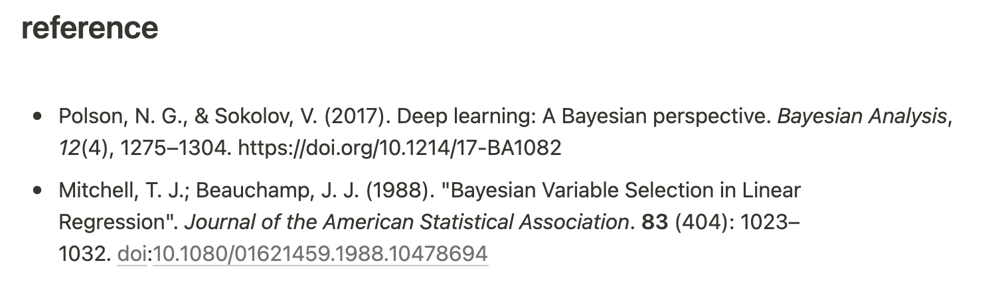 reference
• Polson, N. G., & Sokolov, V. (2017). Deep learning: A Bayesian perspective. Bayesian Analysis,
12(4), 1275–1304. https://doi.org/10.1214/17-BA1082
• Mitchell, T. J.; Beauchamp, J. J. (1988). "Bayesian Variable Selection in Linear
Regression". Journal of the American Statistical Association. 83 (404): 1023–
1032. doi:10.1080/01621459.1988.10478694